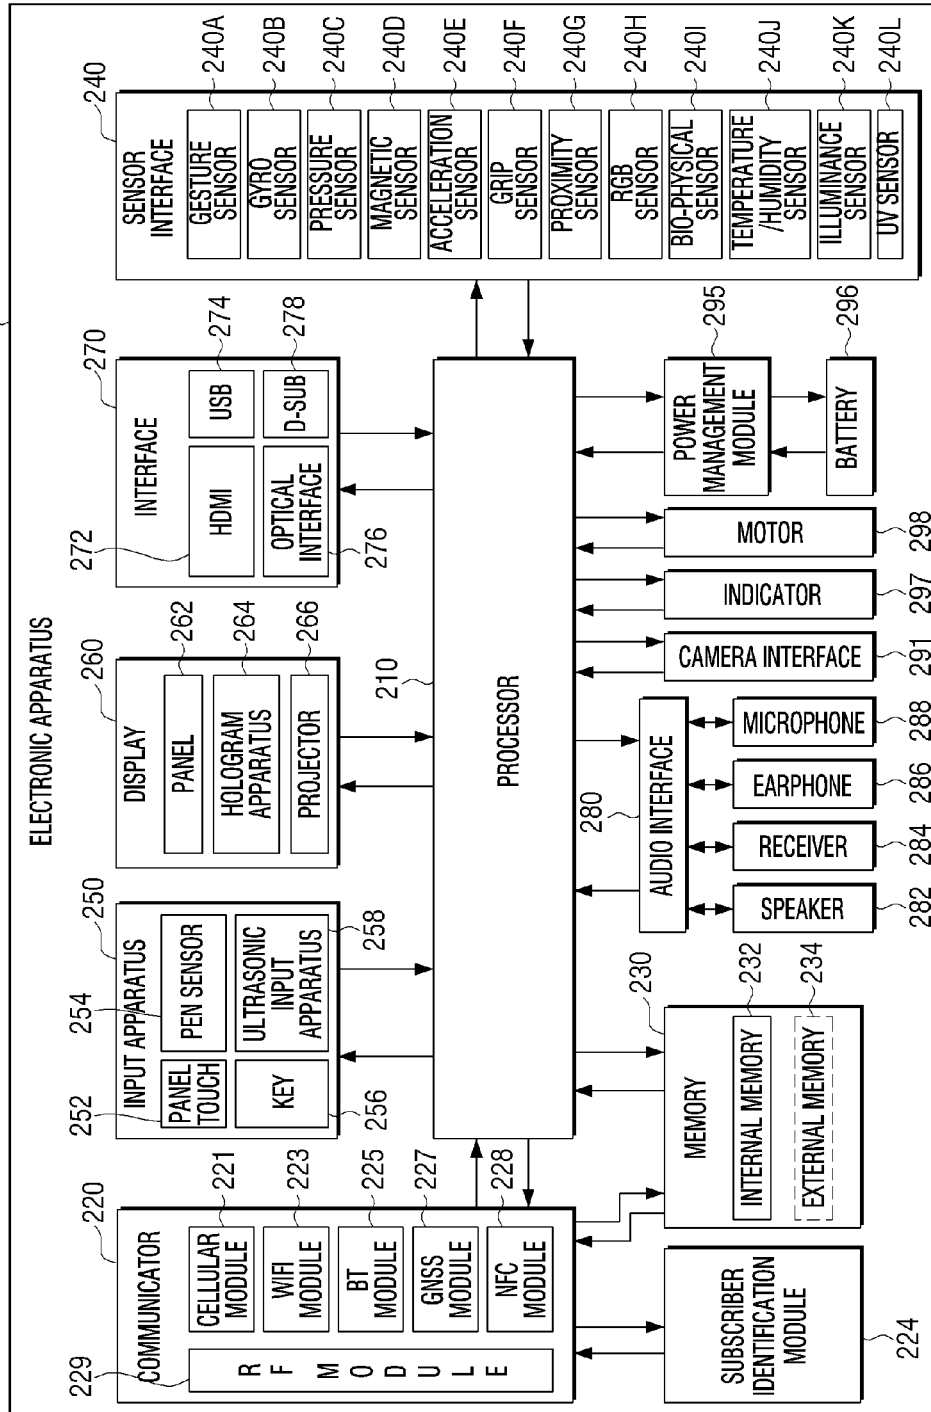 ELECTRONIC APPARATUS
220
COMMUNICATOR
229
RF MODULE
CELLULAR
MODULE
221
WIFI
MODULE
223
BT
MODULE
225
GNSS
MODULE
227
NFC
MODULE
228
SUBSCRIBER
IDENTIFICATION
MODULE
224
250
INPUT APPARATUS
252
PANEL
TOUCH
254
PEN SENSOR
KEY
256
ULTRASONIC
INPUT
APPARATUS
258
260
DISPLAY
PANEL
262
HOLOGRAM
APPARATUS
264
PROJECTOR
266
270
INTERFACE
272
HDMI
USB
274
OPTICAL
INTERFACE
276
D-SUB
278
240
SENSOR
INTERFACE
GESTURE
SENSOR
240A
GYRO
SENSOR
240B
PRESSURE
SENSOR
240C
MAGNETIC
SENSOR
240D
ACCELERATION
SENSOR
240E
GRIP
SENSOR
240F
PROXIMITY
SENSOR
240G
RGB
SENSOR
240H
BIO-PHYSICAL
SENSOR
240I
TEMPERATURE
/HUMIDITY
SENSOR
240J
ILLUMINANCE
SENSOR
240K
UV SENSOR
240L
210
PROCESSOR
230
MEMORY
INTERNAL MEMORY
232
EXTERNAL MEMORY
234
280
AUDIO INTERFACE
SPEAKER
282
RECEIVER
284
EARPHONE
286
MICROPHONE
288
CAMERA INTERFACE
291
INDICATOR
297
MOTOR
298
POWER
MANAGEMENT
MODULE
295
BATTERY
296